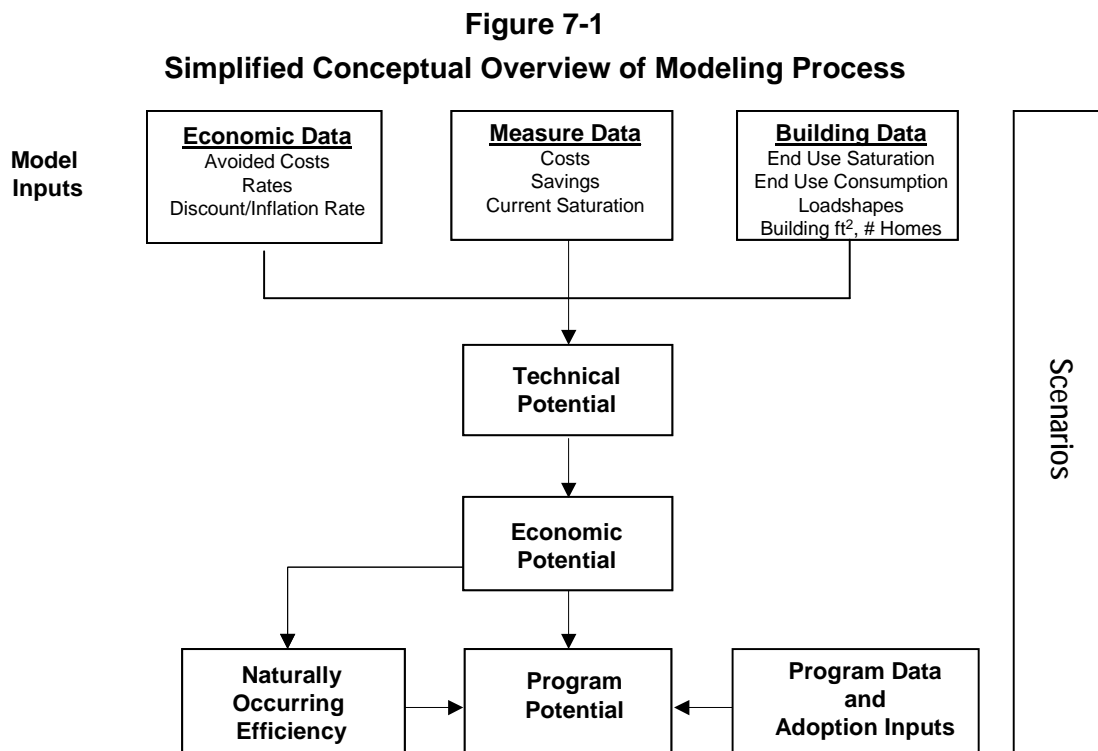 Figure 7-1
Simplified Conceptual Overview of Modeling Process
Model
Inputs
Economic Data
Avoided Costs
Rates
Discount/Inflation Rate
Measure Data
Costs
Savings
Current Saturation
Building Data
End Use Saturation
End Use Consumption
Loadshapes
Building ft², # Homes
Scenarios
Technical
Potential
Economic
Potential
Naturally
Occurring
Efficiency
Program
Potential
Program Data
and
Adoption Inputs